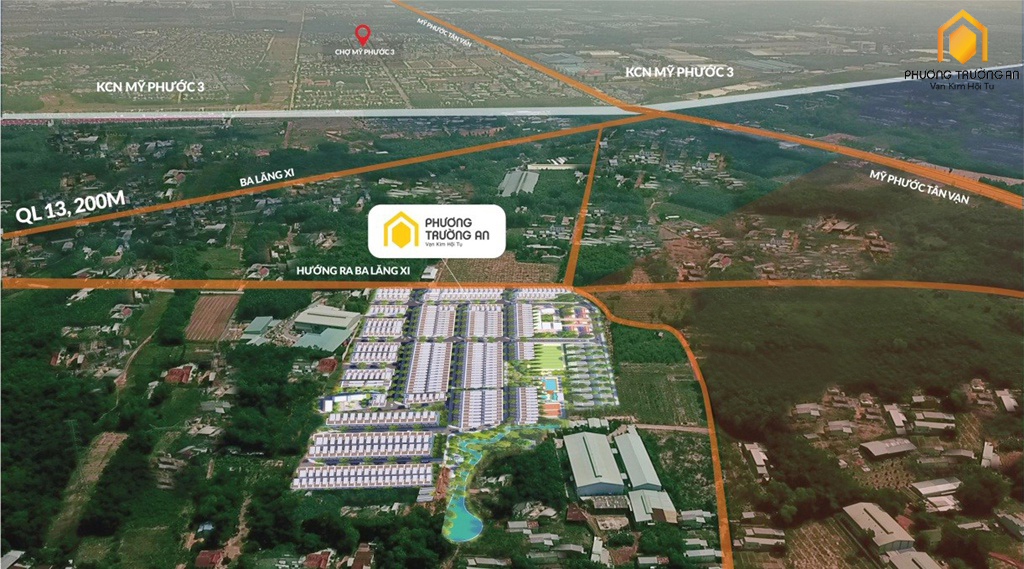 MỸ PHƯỚC TÂN VẠN
CHỢ MỸ PHƯỚC 3
KCN MỸ PHƯỚC 3
KCN MỸ PHƯỚC 3
PHƯƠNG TRƯỜNG AN
Vạn Kim Hội Tụ
BA LĂNG XI
MỸ PHƯỚC TÂN VẠN
QL 13, 200M
PHƯƠNG
TRƯỜNG AN
Vạn Kim Hội Tụ
HƯỚNG RA BA LĂNG XI